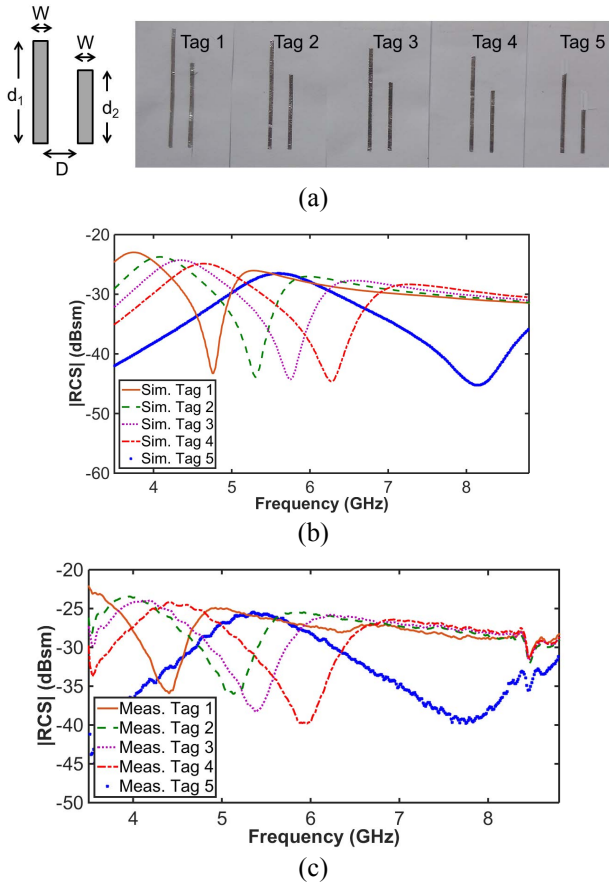 W
W
d1
d2
D
Tag 1
Tag 2
Tag 3
Tag 4
Tag 5
(a)
-20
-30
-40
-50
-60
|RCS| (dBsm)
Sim. Tag 1
Sim. Tag 2
Sim. Tag 3
Sim. Tag 4
Sim. Tag 5
4
5
6
7
8
Frequency (GHz)
(b)
-20
-25
-30
-35
-40
-45
-50
|RCS| (dBsm)
Meas. Tag 1
Meas. Tag 2
Meas. Tag 3
Meas. Tag 4
Meas. Tag 5
4
5
6
7
8
Frequency (GHz)
(c)